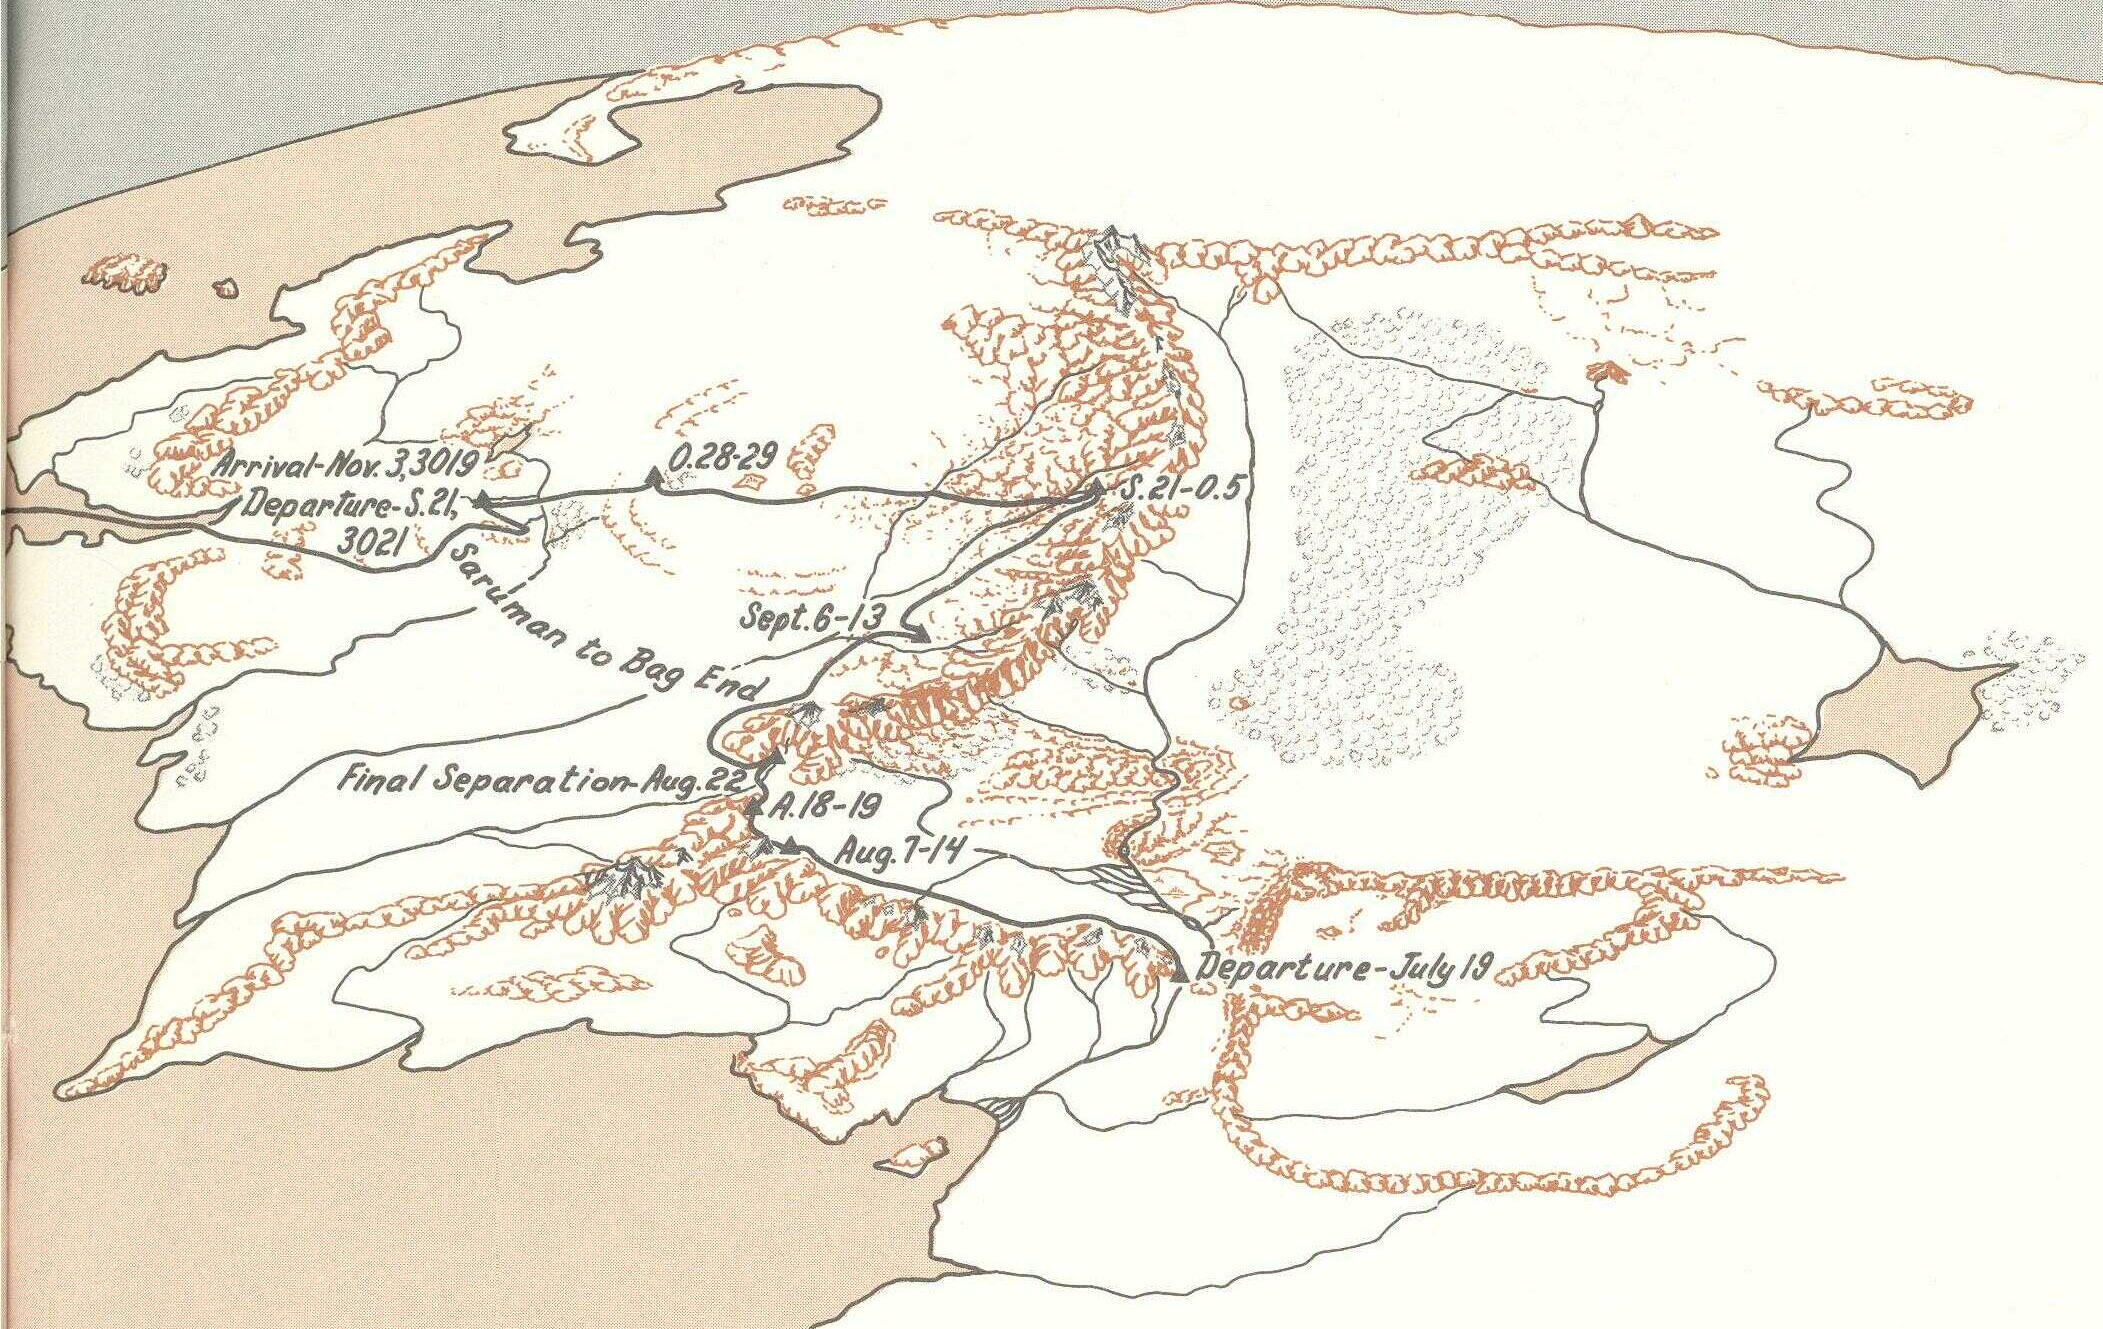 O.28-29
Arrival-Nov. 3, 3019
Departure-S.21,
3021
S.21-O.5
Saruman to Bag End
Sept. 6-13
Final Separation-Aug. 22
A.18-19
Aug. 7-14
Departure-July 19